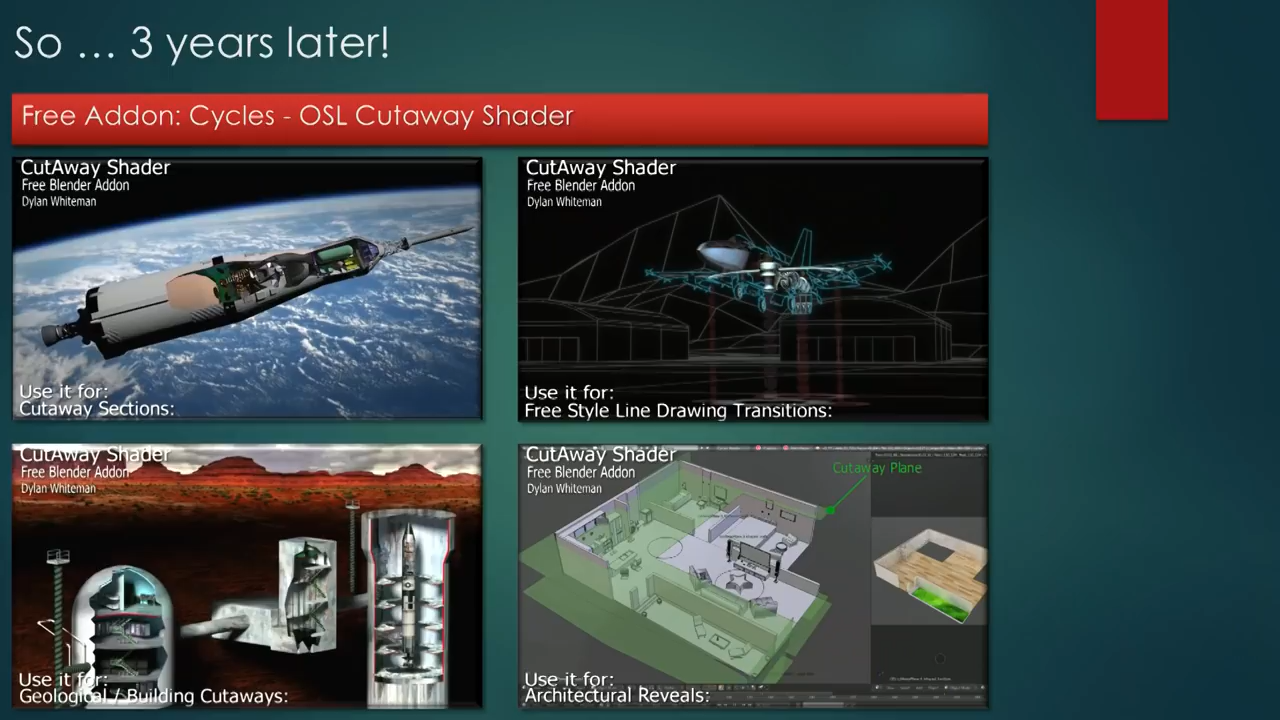 So ... 3 years later!
Free Addon: Cycles - OSL Cutaway Shader
CutAway Shader
Free Blender Addon
Dylan Whiteman
Use it for:
Cutaway Sections:
CutAway Shader
Free Blender Addon
Dylan Whiteman
Use it for:
Free Style Line Drawing Transitions:
CutAway Shader
Free Blender Addon
Dylan Whiteman
Use it for:
Geological / Building Cutaways:
CutAway Shader
Free Blender Addon
Dylan Whiteman
Cutaway Plane
Use it for:
Architectural Reveals: